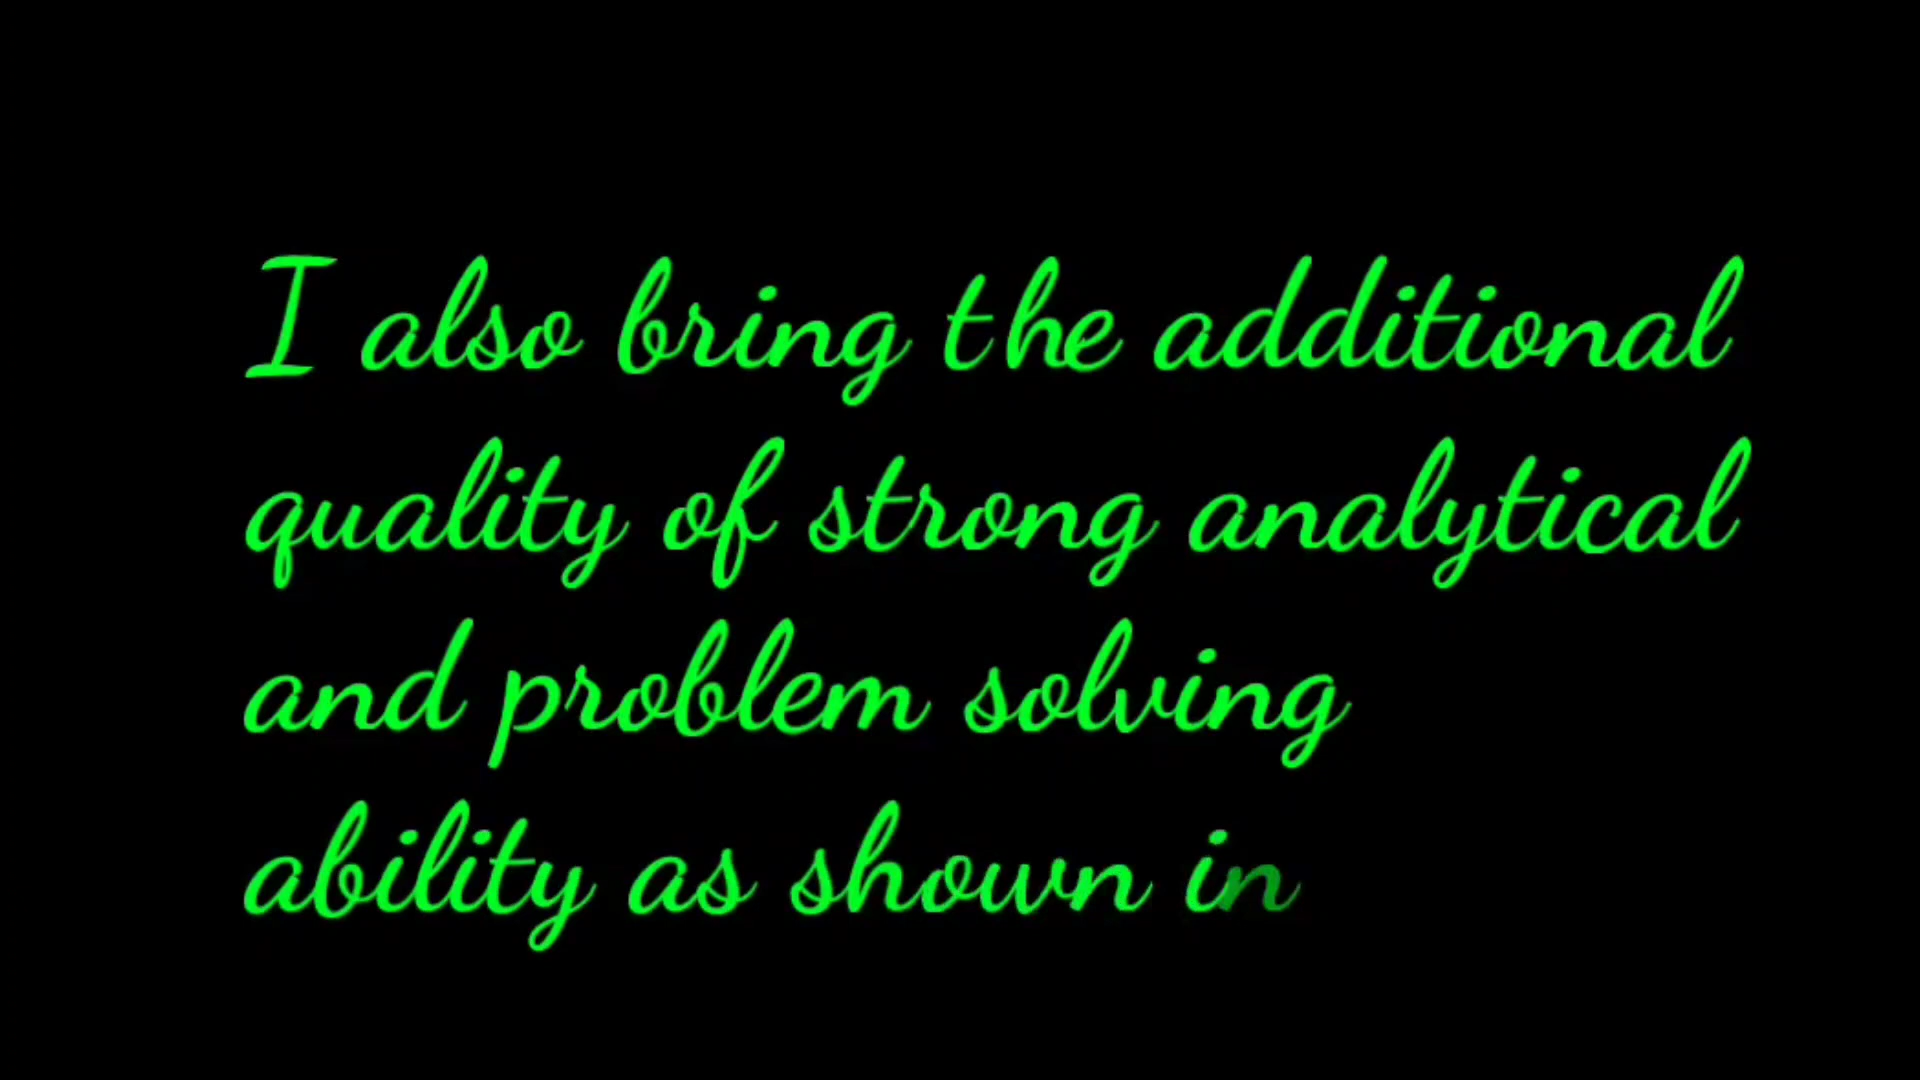 I also bring the additional
quality of strong analytical
and problem solving
ability as shown in